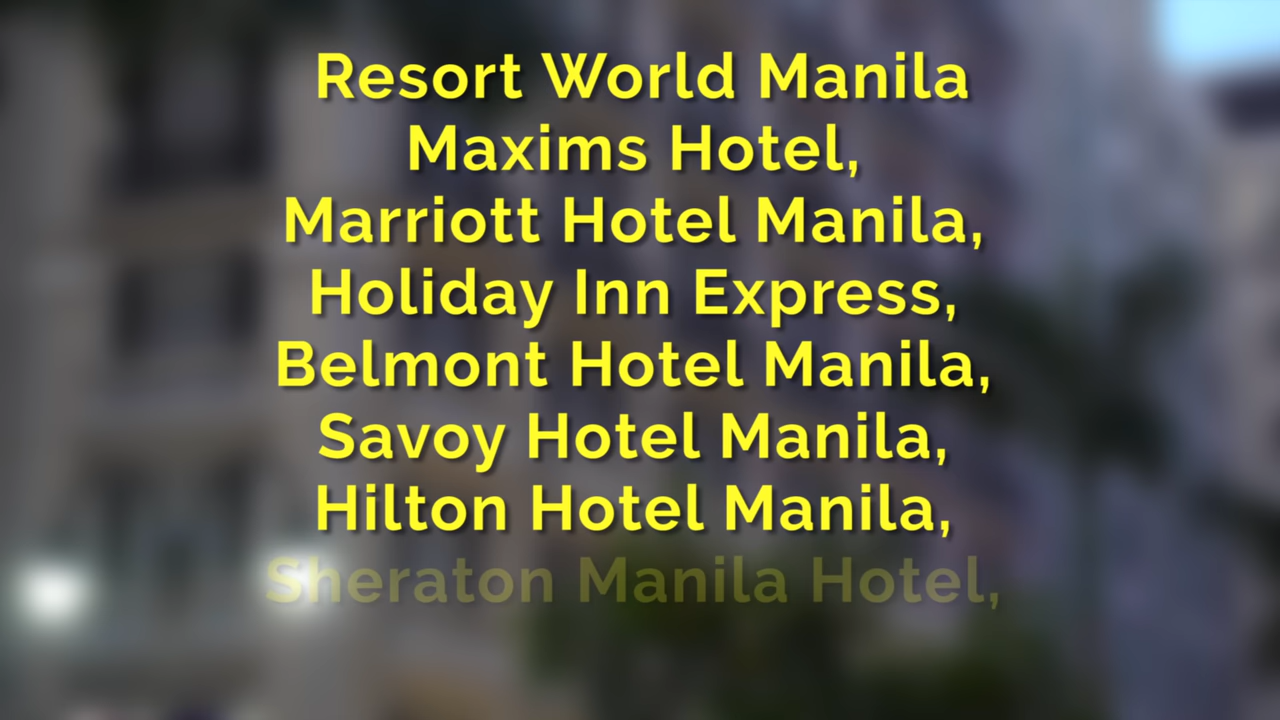 Resort World Manila
Maxims Hotel,
Marriott Hotel Manila,
Holiday Inn Express,
Belmont Hotel Manila,
Savoy Hotel Manila,
Hilton Hotel Manila,
Sheraton Manila Hotel,